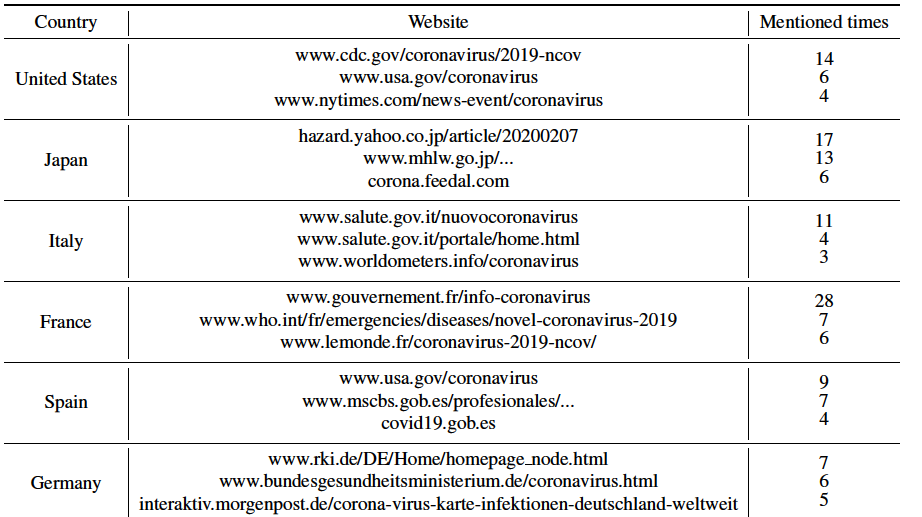 Country Website Mentioned times
United States www.cdc.gov/coronavirus/2019-ncov 14
www.usa.gov/coronavirus 6
www.nytimes.com/news-event/coronavirus 4
Japan hazard.yahoo.co.jp/article/20200207 17
www.mhlw.go.jp/... 13
corona.feedal.com 6
Italy www.salute.gov.it/nuovocoronavirus 11
www.salute.gov.it/portale/home.html 4
www.worldometers.info/coronavirus 3
France www.gouvernement.fr/info-coronavirus 28
www.who.int/fr/emergencies/diseases/novel-coronavirus-2019 7
www.lemonde.fr/coronavirus-2019-ncov/ 6
Spain www.usa.gov/coronavirus 9
www.mscbs.gob.es/profesionales/... 7
covid19.gob.es 4
Germany www.rki.de/DE/Home/homepage_node.html 7
www.bundesgesundheitsministerium.de/coronavirus.html 6
interaktiv.morgenpost.de/corona-virus-karte-infektionen-deutschland-weltweit 5